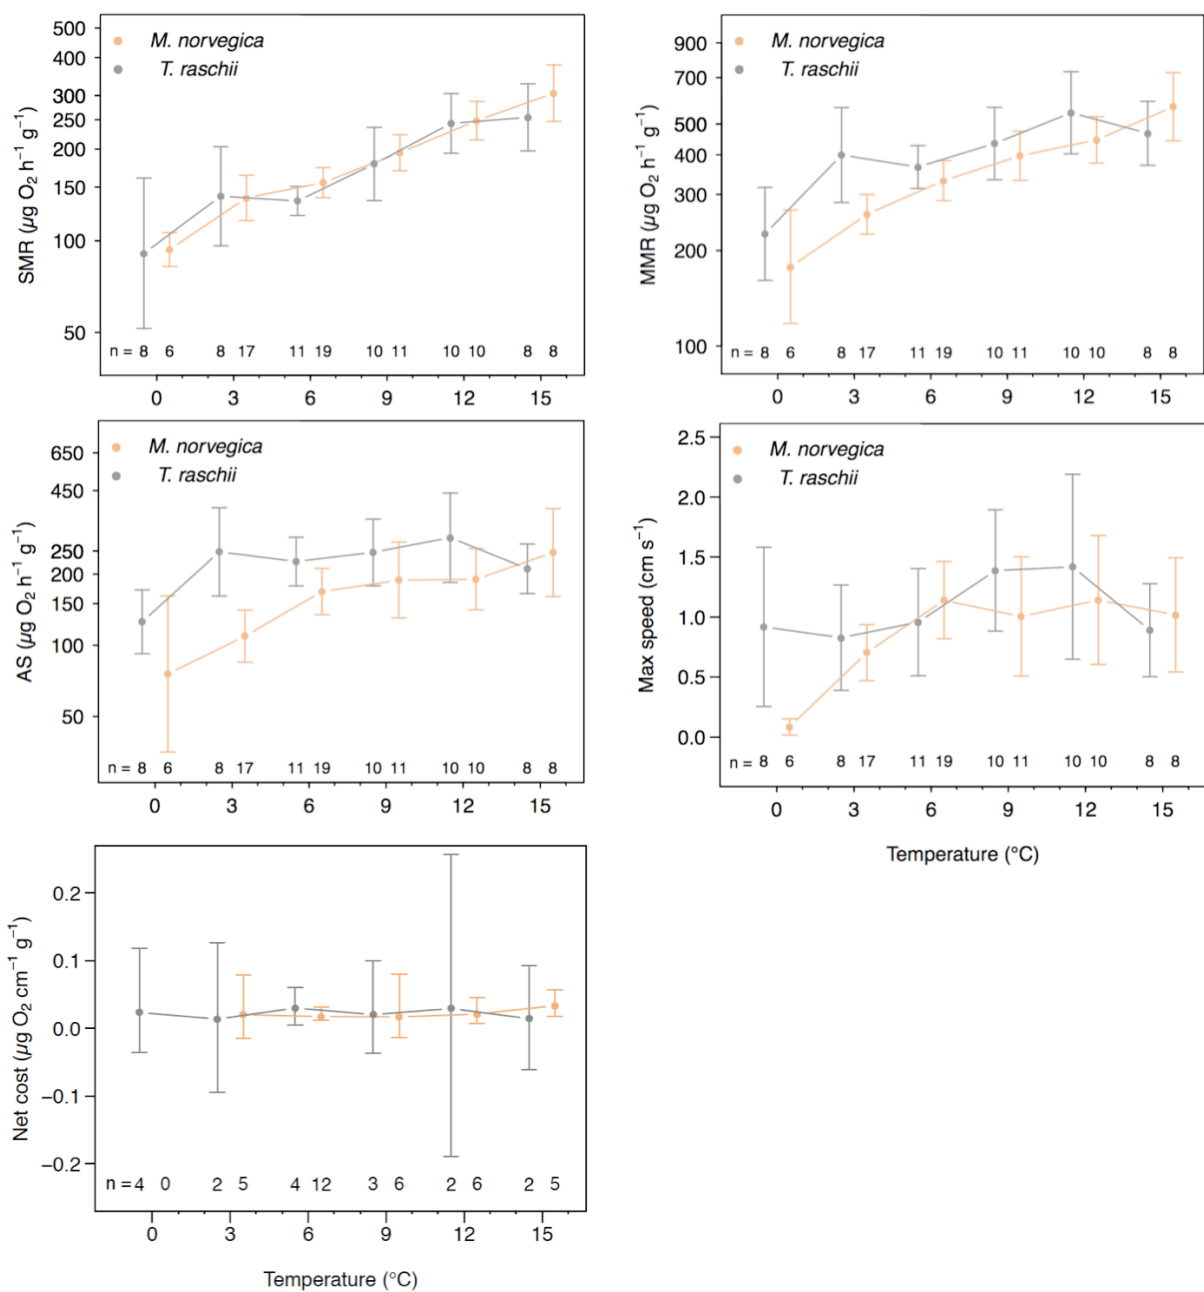 M. norvegica
T. raschii
SMR (µg O₂ h⁻¹ g⁻¹)
500
400
300
250
200
150
100
50
n = 8 6 8 17 11 19 10 11 10 10 8 8
0 3 6 9 12 15
M. norvegica
T. raschii
MMR (µg O₂ h⁻¹ g⁻¹)
900
700
500
400
300
200
100
n = 8 6 8 17 11 19 10 11 10 10 8 8
0 3 6 9 12 15
M. norvegica
T. raschii
AS (µg O₂ h⁻¹ g⁻¹)
650
450
250
200
150
100
50
n = 8 6 8 17 11 19 10 11 10 10 8 8
0 3 6 9 12 15
M. norvegica
T. raschii
Max speed (cm s⁻¹)
2.5
2.0
1.5
1.0
0.5
0.0
n = 8 6 8 17 11 19 10 11 10 10 8 8
0 3 6 9 12 15
Temperature (°C)
Net cost (µg O₂ cm⁻¹ g⁻¹)
0.2
0.1
0.0
−0.1
−0.2
n = 4 0 2 5 4 12 3 6 2 6 2 5
0 3 6 9 12 15
Temperature (°C)